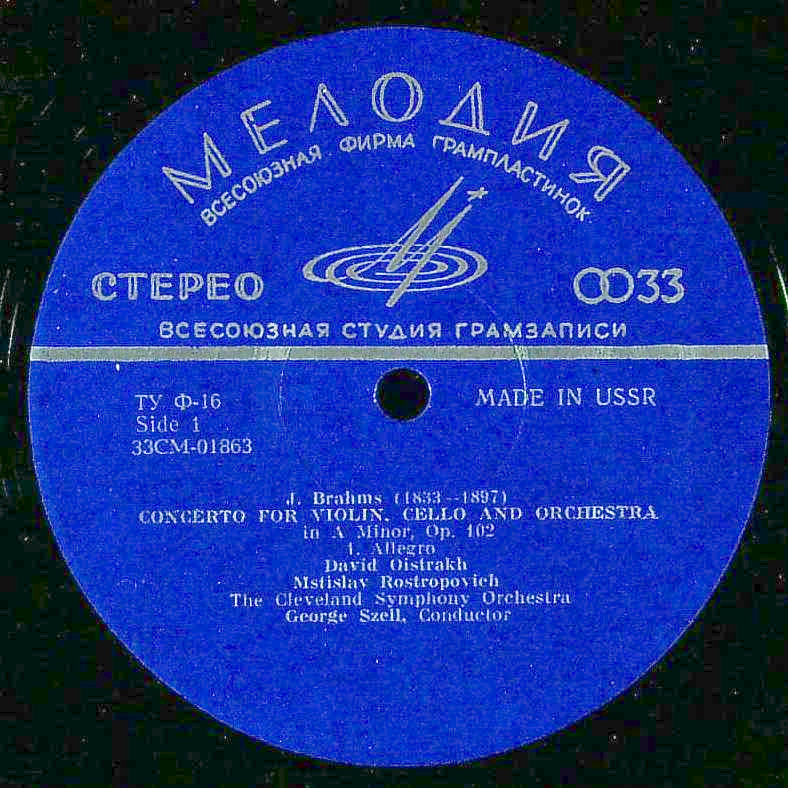 МЕЛОДИЯ
ВСЕСОЮЗНАЯ ФИРМА ГРАМПЛАСТИНОК
СТЕРЕО
33
ВСЕСОЮЗНАЯ СТУДИЯ ГРАМЗАПИСИ
ТУ Ф-16
MADE IN USSR
Side 1
33СМ-01863
J. Brahms (1833--1897)
CONCERTO FOR VIOLIN, CELLO AND ORCHESTRA
in A Minor, Op. 102
1. Allegro
David Oistrakh
Mstislav Rostropovich
The Cleveland Symphony Orchestra
George Szell, Conductor